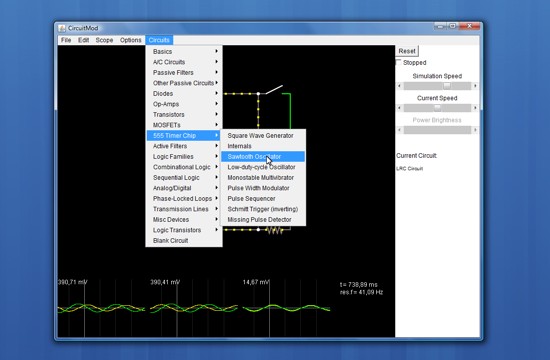 CircuitMod
File Edit Scope Options Circuits
Basics
A/C Circuits
Passive Filters
Other Passive Circuits
Diodes
Op-Amps
Transistors
MOSFETs
555 Timer Chip
Active Filters
Logic Families
Combinational Logic
Sequential Logic
Analog/Digital
Phase-Locked Loops
Transmission Lines
Misc Devices
Logic Transistors
Blank Circuit
Square Wave Generator
Internals
Sawtooth Oscillator
Low-duty-cycle Oscillator
Monostable Multivibrator
Pulse Width Modulator
Pulse Sequencer
Schmitt Trigger (inverting)
Missing Pulse Detector
Reset
Stopped
Simulation Speed
Current Speed
Power Brightness
Current Circuit:
LRC Circuit
390,71 mV
390,41 mV
14,67 mV
t = 738,89 ms
res.f = 41,09 Hz